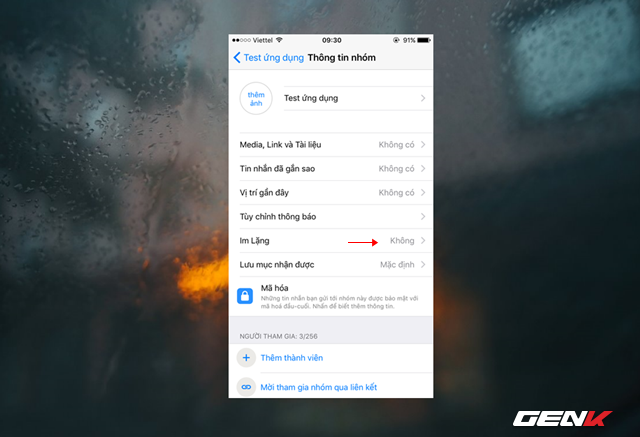 Viettel 09:30 91%
Test ứng dụng Thông tin nhóm
thêm
ảnh
Test ứng dụng
Media, Link và Tài liệu Không có
Tin nhắn đã gắn sao Không có
Vị trí gần đây Không có
Tùy chỉnh thông báo
Im Lặng Không
Lưu mục nhận được Mặc định
Mã hóa
Những tin nhắn bạn gửi tới nhóm này được bảo mật với
mã hoá đầu-cuối. Nhấn để biết thêm thông tin.
NGƯỜI THAM GIA: 3/256
Thêm thành viên
Mời tham gia nhóm qua liên kết
GENK